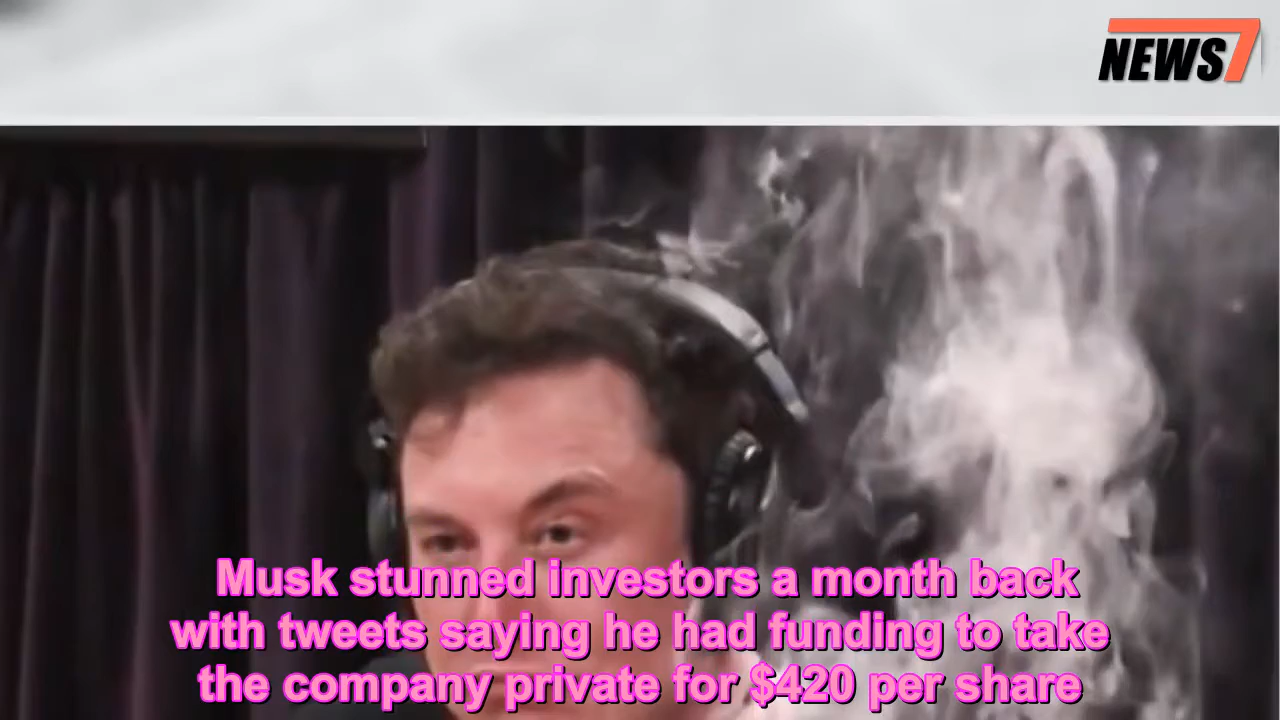 NEWS7
Musk stunned investors a month back
with tweets saying he had funding to take
the company private for $420 per share